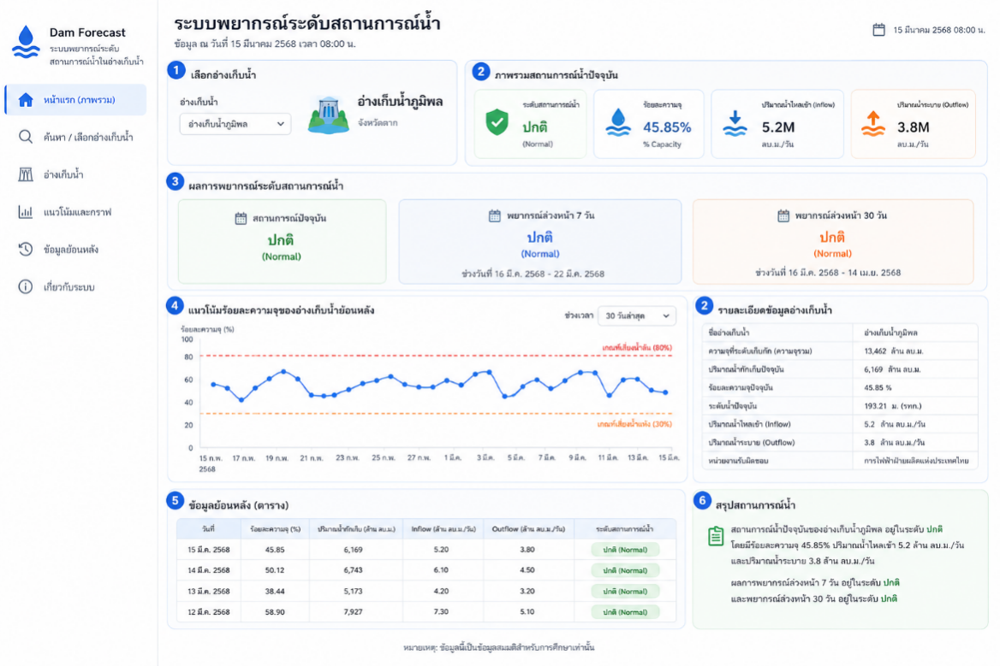 Dam Forecast
ระบบพยากรณ์ระดับ
สถานการณ์น้ำในอ่างเก็บน้ำ
หน้าแรก (ภาพรวม)
ค้นหา / เลือกอ่างเก็บน้ำ
อ่างเก็บน้ำ
แนวโน้มและกราฟ
ข้อมูลย้อนหลัง
เกี่ยวกับระบบ
ระบบพยากรณ์ระดับสถานการณ์น้ำ
ข้อมูล ณ วันที่ 15 มีนาคม 2568 เวลา 08:00 น.
15 มีนาคม 2568 08:00 น.
1 เลือกอ่างเก็บน้ำ
อ่างเก็บน้ำ
อ่างเก็บน้ำภูมิพล
อ่างเก็บน้ำภูมิพล
จังหวัดตาก
2 ภาพรวมสถานการณ์น้ำปัจจุบัน
ระดับสถานการณ์น้ำ
ปกติ
(Normal)
ร้อยละความจุ
45.85%
% Capacity
ปริมาณน้ำไหลเข้า (Inflow)
5.2M
ลบ.ม./วัน
ปริมาณน้ำระบาย (Outflow)
3.8M
ลบ.ม./วัน
3 ผลการพยากรณ์ระดับสถานการณ์น้ำ
สถานการณ์ปัจจุบัน
ปกติ
(Normal)
พยากรณ์ล่วงหน้า 7 วัน
ปกติ
(Normal)
ช่วงวันที่ 16 มี.ค. 2568 - 22 มี.ค. 2568
พยากรณ์ล่วงหน้า 30 วัน
ปกติ
(Normal)
ช่วงวันที่ 16 มี.ค. 2568 - 14 เม.ย. 2568
4 แนวโน้มร้อยละความจุของอ่างเก็บน้ำย้อนหลัง
ช่วงเวลา 30 วันล่าสุด
ร้อยละความจุ (%)
100
80
60
40
20
0
เกณฑ์เสี่ยงน้ำล้น (80%)
เกณฑ์เสี่ยงน้ำแห้ง (30%)
15 ก.พ. 17 ก.พ. 19 ก.พ. 21 ก.พ. 23 ก.พ. 25 ก.พ. 27 ก.พ. 1 มี.ค. 3 มี.ค. 5 มี.ค. 7 มี.ค. 9 มี.ค. 11 มี.ค. 13 มี.ค. 15 มี.ค.
2568
2 รายละเอียดข้อมูลอ่างเก็บน้ำ
ชื่ออ่างเก็บน้ำ อ่างเก็บน้ำภูมิพล
ความจุที่ระดับเก็บกัก (ความจุรวม) 13,462 ล้าน ลบ.ม.
ปริมาณน้ำกักเก็บปัจจุบัน 6,169 ล้าน ลบ.ม.
ร้อยละความจุปัจจุบัน 45.85 %
ระดับน้ำปัจจุบัน 193.21 ม. (รทก.)
ปริมาณน้ำไหลเข้า (Inflow) 5.2 ล้าน ลบ.ม./วัน
ปริมาณน้ำระบาย (Outflow) 3.8 ล้าน ลบ.ม./วัน
หน่วยงานรับผิดชอบ การไฟฟ้าฝ่ายผลิตแห่งประเทศไทย
5 ข้อมูลย้อนหลัง (ตาราง)
วันที่ ร้อยละความจุ (%) ปริมาณน้ำกักเก็บ (ล้าน ลบ.ม.) Inflow (ล้าน ลบ.ม./วัน) Outflow (ล้าน ลบ.ม./วัน) ระดับสถานการณ์น้ำ
15 มี.ค. 2568 45.85 6,169 5.20 3.80 ปกติ (Normal)
14 มี.ค. 2568 50.12 6,743 6.10 4.50 ปกติ (Normal)
13 มี.ค. 2568 38.44 5,173 4.20 3.20 ปกติ (Normal)
12 มี.ค. 2568 58.90 7,927 7.30 5.10 ปกติ (Normal)
6 สรุปสถานการณ์น้ำ
สถานการณ์น้ำปัจจุบันของอ่างเก็บน้ำภูมิพล อยู่ในระดับ ปกติ
โดยมีร้อยละความจุ 45.85% ปริมาณน้ำไหลเข้า 5.2 ล้าน ลบ.ม./วัน
และปริมาณน้ำระบาย 3.8 ล้าน ลบ.ม./วัน
ผลการพยากรณ์ล่วงหน้า 7 วัน อยู่ในระดับ ปกติ
และพยากรณ์ล่วงหน้า 30 วัน อยู่ในระดับ ปกติ
หมายเหตุ: ข้อมูลนี้เป็นข้อมูลสมมติสำหรับการศึกษาเท่านั้น